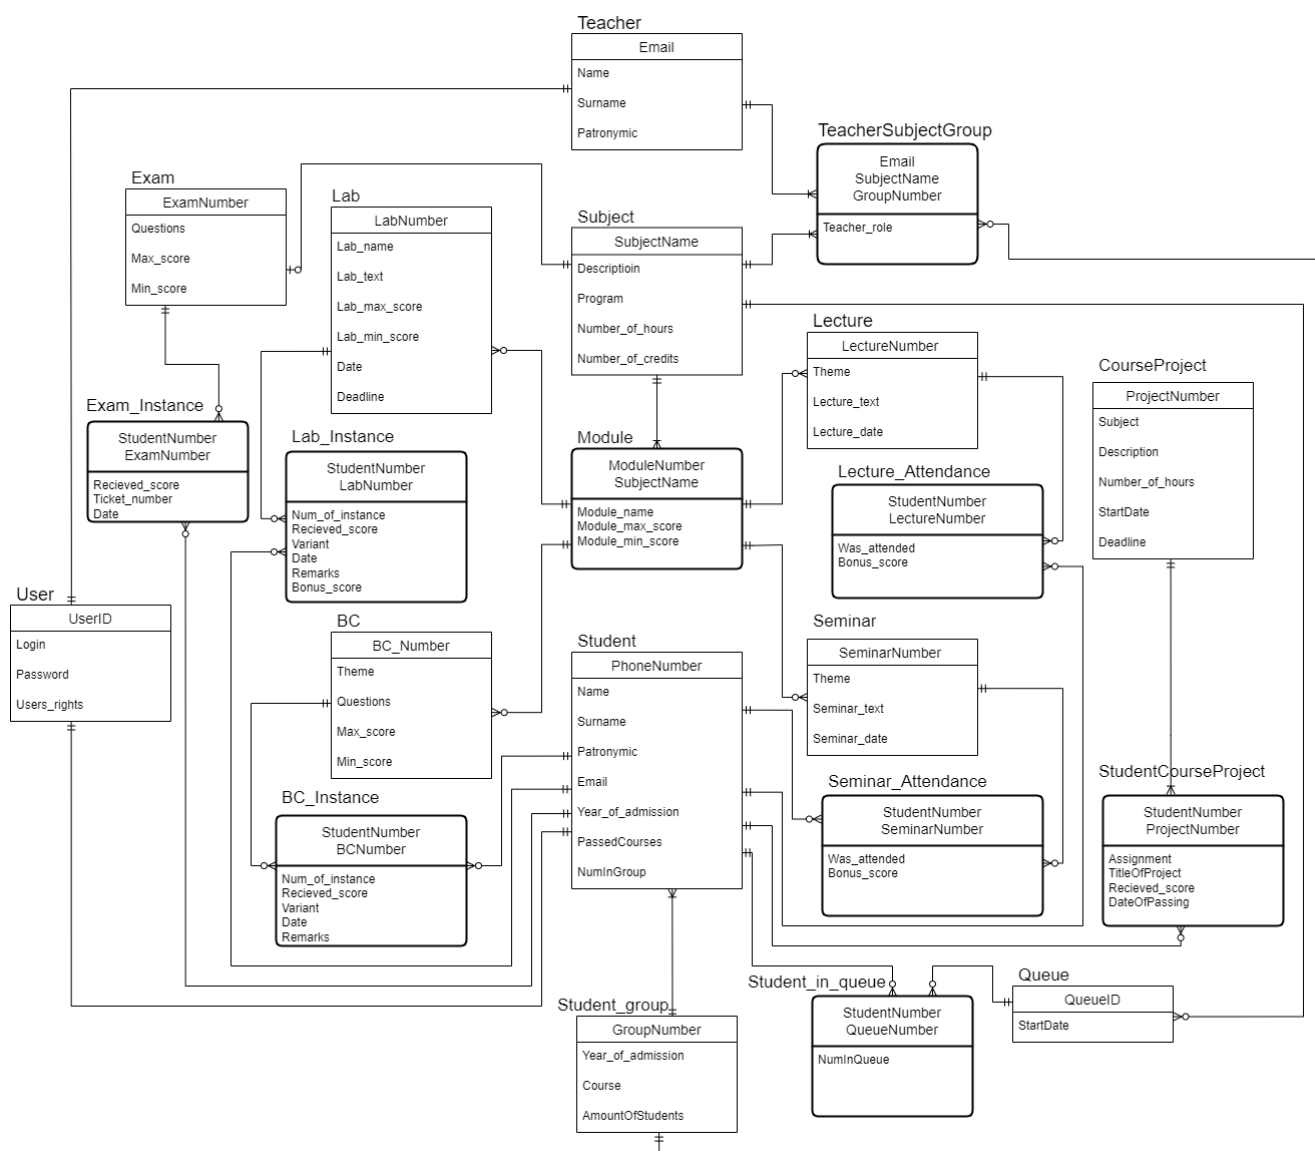 Teacher
Email
Name
Surname
Patronymic
TeacherSubjectGroup
Email
SubjectName
GroupNumber
Teacher_role
Exam
ExamNumber
Questions
Max_score
Min_score
Lab
LabNumber
Lab_name
Lab_text
Lab_max_score
Lab_min_score
Date
Deadline
Subject
SubjectName
Descriptioin
Program
Number_of_hours
Number_of_credits
Lecture
LectureNumber
Theme
Lecture_text
Lecture_date
CourseProject
ProjectNumber
Subject
Description
Number_of_hours
StartDate
Deadline
Exam_Instance
StudentNumber
ExamNumber
Recieved_score
Ticket_number
Date
Lab_Instance
StudentNumber
LabNumber
Num_of_instance
Recieved_score
Variant
Date
Remarks
Bonus_score
Module
ModuleNumber
SubjectName
Module_name
Module_max_score
Module_min_score
Lecture_Attendance
StudentNumber
LectureNumber
Was_attended
Bonus_score
User
UserID
Login
Password
Users_rights
BC
BC_Number
Theme
Questions
Max_score
Min_score
Student
PhoneNumber
Name
Surname
Patronymic
Email
Year_of_admission
PassedCourses
NumInGroup
Seminar
SeminarNumber
Theme
Seminar_text
Seminar_date
BC_Instance
StudentNumber
BCNumber
Num_of_instance
Recieved_score
Variant
Date
Remarks
Seminar_Attendance
StudentNumber
SeminarNumber
Was_attended
Bonus_score
StudentCourseProject
StudentNumber
ProjectNumber
Assignment
TitleOfProject
Recieved_score
DateOfPassing
Student_group
GroupNumber
Year_of_admission
Course
AmountOfStudents
Student_in_queue
StudentNumber
QueueNumber
NumInQueue
Queue
QueueID
StartDate